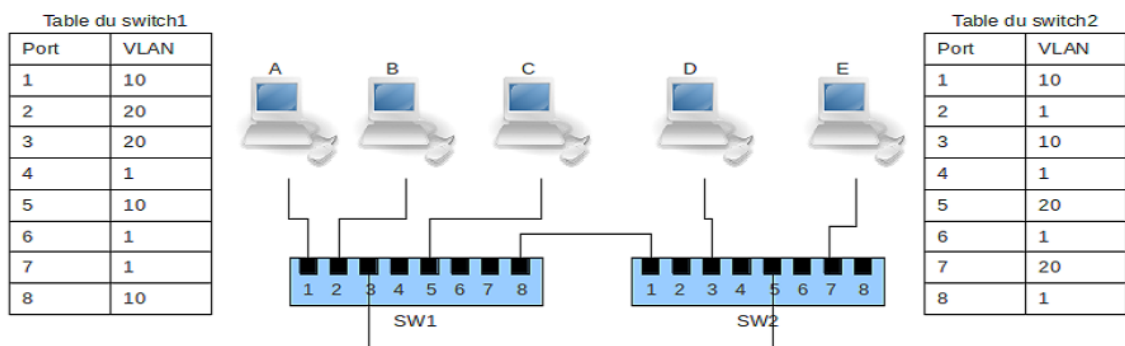 Table du switch1
Port VLAN
1 10
2 20
3 20
4 1
5 10
6 1
7 1
8 10
A B C D E
1 2 3 4 5 6 7 8
SW1
1 2 3 4 5 6 7 8
SW2
Table du switch2
Port VLAN
1 10
2 1
3 10
4 1
5 20
6 1
7 20
8 1